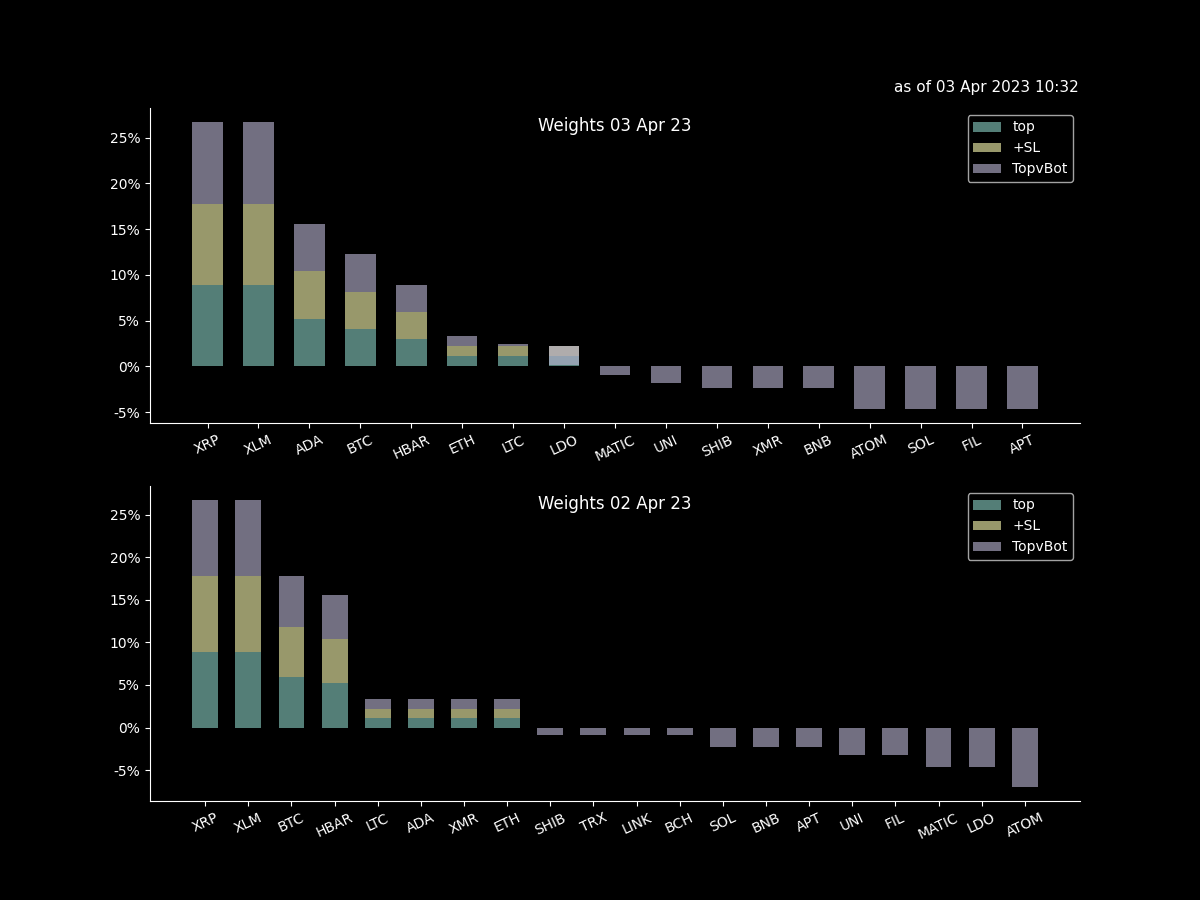 as of 03 Apr 2023 10:32
Weights 03 Apr 23
top
+SL
TopvBot
25%
20%
15%
10%
5%
0%
-5%
XRP XLM ADA BTC HBAR ETH LTC LDO MATIC UNI SHIB XMR BNB ATOM SOL FIL APT
Weights 02 Apr 23
top
+SL
TopvBot
25%
20%
15%
10%
5%
0%
-5%
XRP XLM BTC HBAR LTC ADA XMR ETH SHIB TRX LINK BCH SOL BNB APT UNI FIL MATIC LDO ATOM